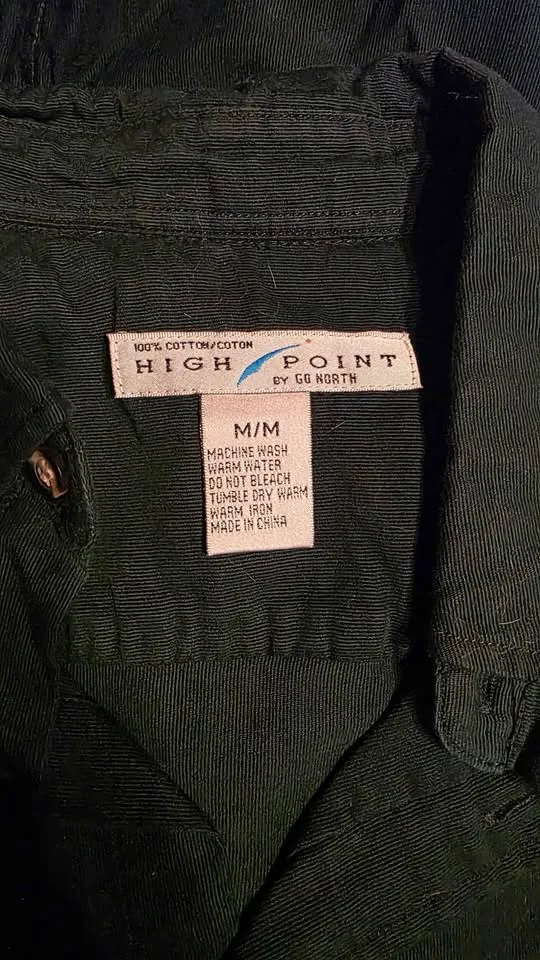 100% COTTON/COTON
HIGH POINT
BY GO NORTH
M/M
MACHINE WASH
WARM WATER
DO NOT BLEACH
TUMBLE DRY WARM
WARM IRON
MADE IN CHINA